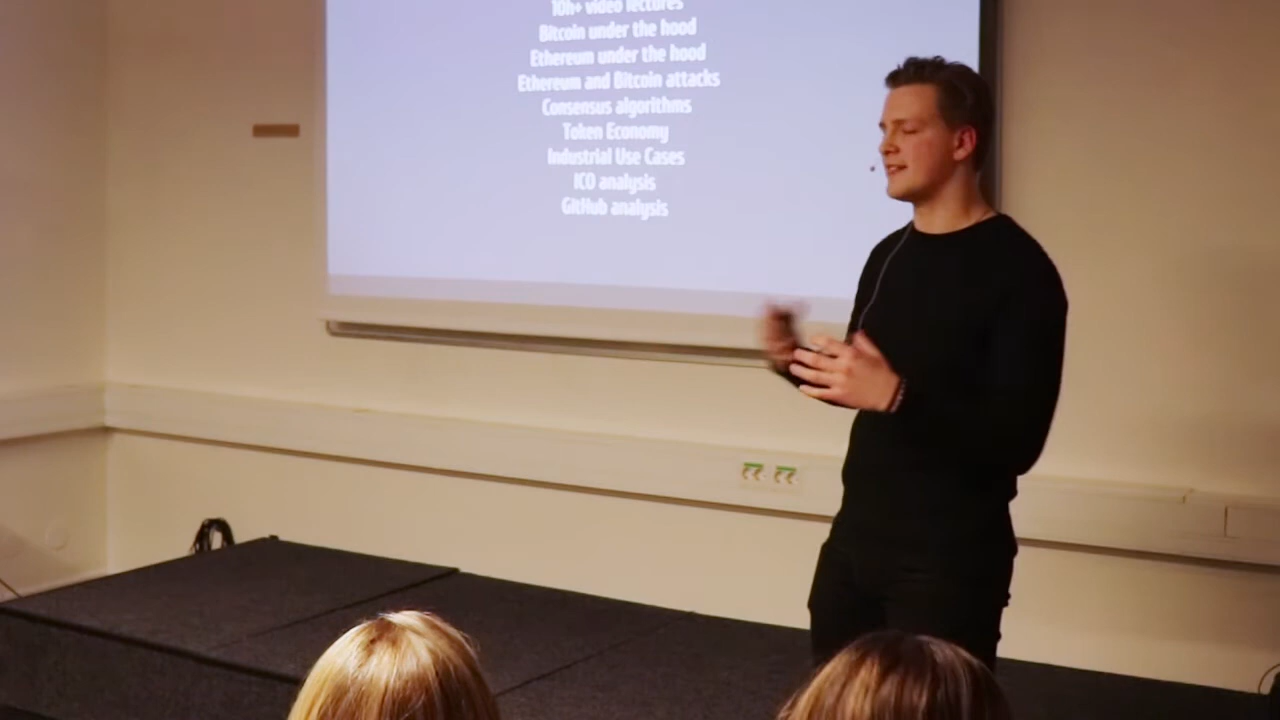 10h+ video lectures
Bitcoin under the hood
Ethereum under the hood
Ethereum and Bitcoin attacks
Consensus algorithms
Token Economy
Industrial Use Cases
ICO analysis
GitHub analysis